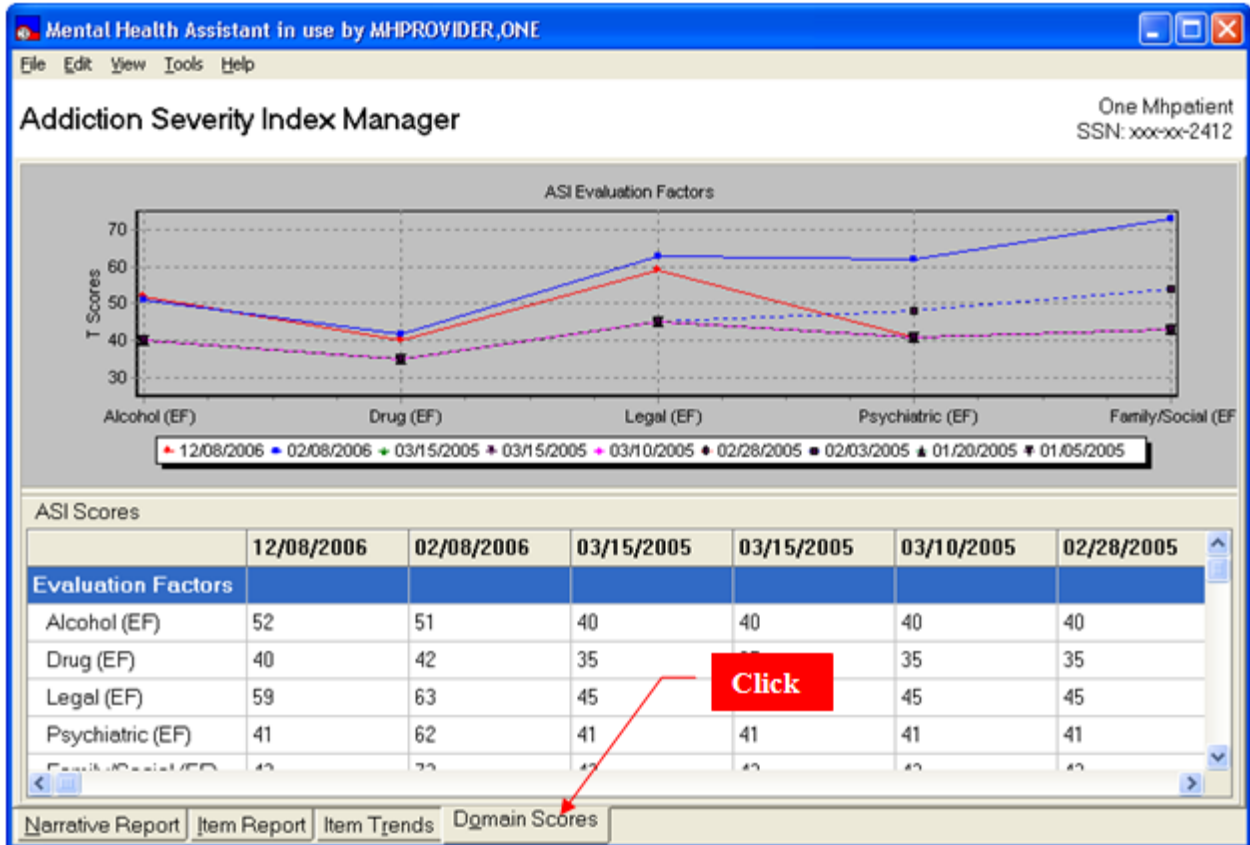 Mental Health Assistant in use by MHPROVIDER,ONE
File Edit View Tools Help
Addiction Severity Index Manager
One Mhpatient
SSN: xxx-xx-2412
ASI Evaluation Factors
T Scores
70
60
50
40
30
Alcohol (EF) Drug (EF) Legal (EF) Psychiatric (EF) Family/Social (EF
12/08/2006 02/08/2006 03/15/2005 03/15/2005 03/10/2005 02/28/2005 02/03/2005 01/20/2005 01/05/2005
ASI Scores
12/08/2006 02/08/2006 03/15/2005 03/15/2005 03/10/2005 02/28/2005
Evaluation Factors
Alcohol (EF) 52 51 40 40 40 40
Drug (EF) 40 42 35 35 35
Legal (EF) 59 63 45 45 45
Click
Psychiatric (EF) 41 62 41 41 41 41
Narrative Report Item Report Item Trends Domain Scores